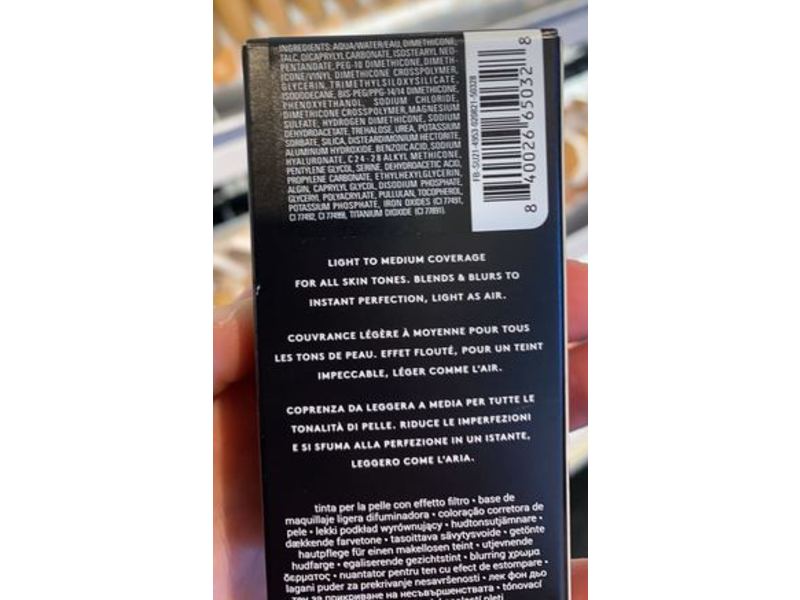 INGREDIENTS: AQUA/WATER/EAU, DIMETHICONE,
TALC, DICAPRYLYL CARBONATE, ISOSTEARYL NEO-
PENTANOATE, PEG-10 DIMETHICONE, DIMETH-
ICONE/VINYL DIMETHICONE CROSSPOLYMER,
GLYCERIN, TRIMETHYLSILOXYSILICATE,
ISODODECANE, BIS-PEG/PPG-14/14 DIMETHICONE,
PHENOXYETHANOL, SODIUM CHLORIDE,
DIMETHICONE CROSSPOLYMER, MAGNESIUM
SULFATE, HYDROGEN DIMETHICONE, SODIUM
DEHYDROACETATE, TREHALOSE, UREA, POTASSIUM
SORBATE, SILICA, DISTEARDIMONIUM HECTORITE,
ALUMINUM HYDROXIDE, BENZOIC ACID, SODIUM
HYALURONATE, C24-28 ALKYL METHICONE,
PENTYLENE GLYCOL, SERINE, DEHYDROACETIC ACID,
PROPYLENE CARBONATE, ETHYLHEXYLGLYCERIN,
ALGIN, CAPRYLYL GLYCOL, DISODIUM PHOSPHATE,
GLYCERYL POLYACRYLATE, PULLULAN, TOCOPHEROL,
POTASSIUM PHOSPHATE, IRON OXIDES (CI 77491,
CI 77492, CI 77499), TITANIUM DIOXIDE (CI 77891).
8 40026 65032 8
LIGHT TO MEDIUM COVERAGE
FOR ALL SKIN TONES. BLENDS & BLURS TO
INSTANT PERFECTION, LIGHT AS AIR.
COUVRANCE LÉGÈRE À MOYENNE POUR TOUS
LES TONS DE PEAU. EFFET FLOUTÉ, POUR UN TEINT
IMPECCABLE, LÉGER COMME L'AIR.
COPRENZA DA LEGGERA A MEDIA PER TUTTE LE
TONALITÀ DI PELLE. RIDUCE LE IMPERFEZIONI
E SI SFUMA ALLA PERFEZIONE IN UN ISTANTE,
LEGGERO COME L'ARIA.
tinta per la pelle con effetto filtro • base de
maquillaje ligera difuminadora • coloração corretora de
pele • lekki podkład wyrównujący • hudtonsutjämnare •
dækkende farvetone • tasoittava sävytysvoide • getönte
hautpflege für einen makellosen teint • utjevnende
hudfarge • egaliserende gezichtstint • blurring χρώμα
δέρματος • nuantator pentru ten cu efect de estompare •
lagani puder za prekrivanje nesavršenosti • лек фон дьо
тен за прикриване на несъвършенствата • tónovací